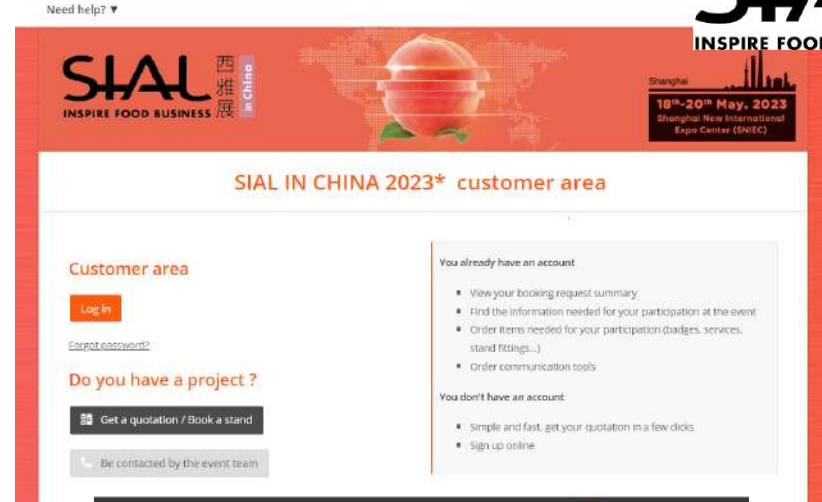 Need help? ▼
INSPIRE FOOD
SIAL
西雅展
in China
INSPIRE FOOD BUSINESS
Shanghai
18th-20th May, 2023
Shanghai New International
Expo Center (SNIEC)
SIAL IN CHINA 2023* customer area
Customer area
Log in
Forgot password?
Do you have a project ?
Get a quotation / Book a stand
Be contacted by the event team
You already have an account
View your booking request summary
Find the information needed for your participation at the event
Order items needed for your participation (badges, services,
stand fittings...)
Order communication tools
You don't have an account
Simple and fast, get your quotation in a few clicks
Sign up online